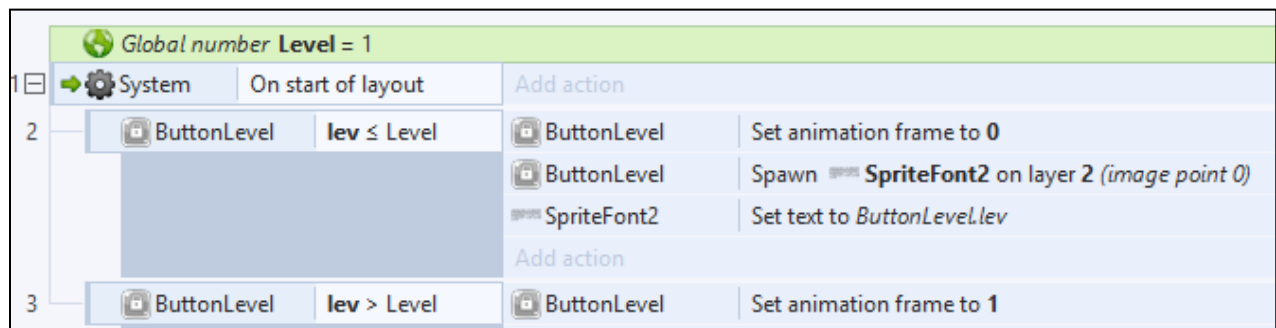 Global number Level = 1
1 System On start of layout Add action
2 ButtonLevel lev ≤ Level ButtonLevel Set animation frame to 0
ButtonLevel Spawn SpriteFont2 on layer 2 (image point 0)
SpriteFont2 Set text to ButtonLevel.lev
Add action
3 ButtonLevel lev > Level ButtonLevel Set animation frame to 1